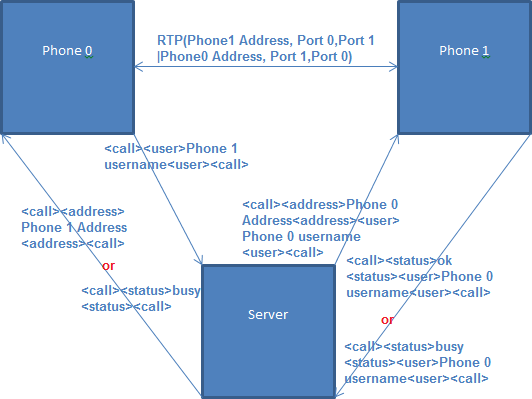 Phone 0
RTP(Phone1 Address, Port 0,Port 1
|Phone0 Address, Port 1,Port 0)
Phone 1
<call><user>Phone 1
username<user><call>
<call><address>
Phone 1 Address
<address><call>
or
<call><status>busy
<status><call>
<call><address>Phone 0
Address<address><user>
Phone 0 username
<user><call>
Server
<call><status>ok
<status><user>Phone 0
username<user><call>
or
<call><status>busy
<status><user>Phone 0
username<user><call>